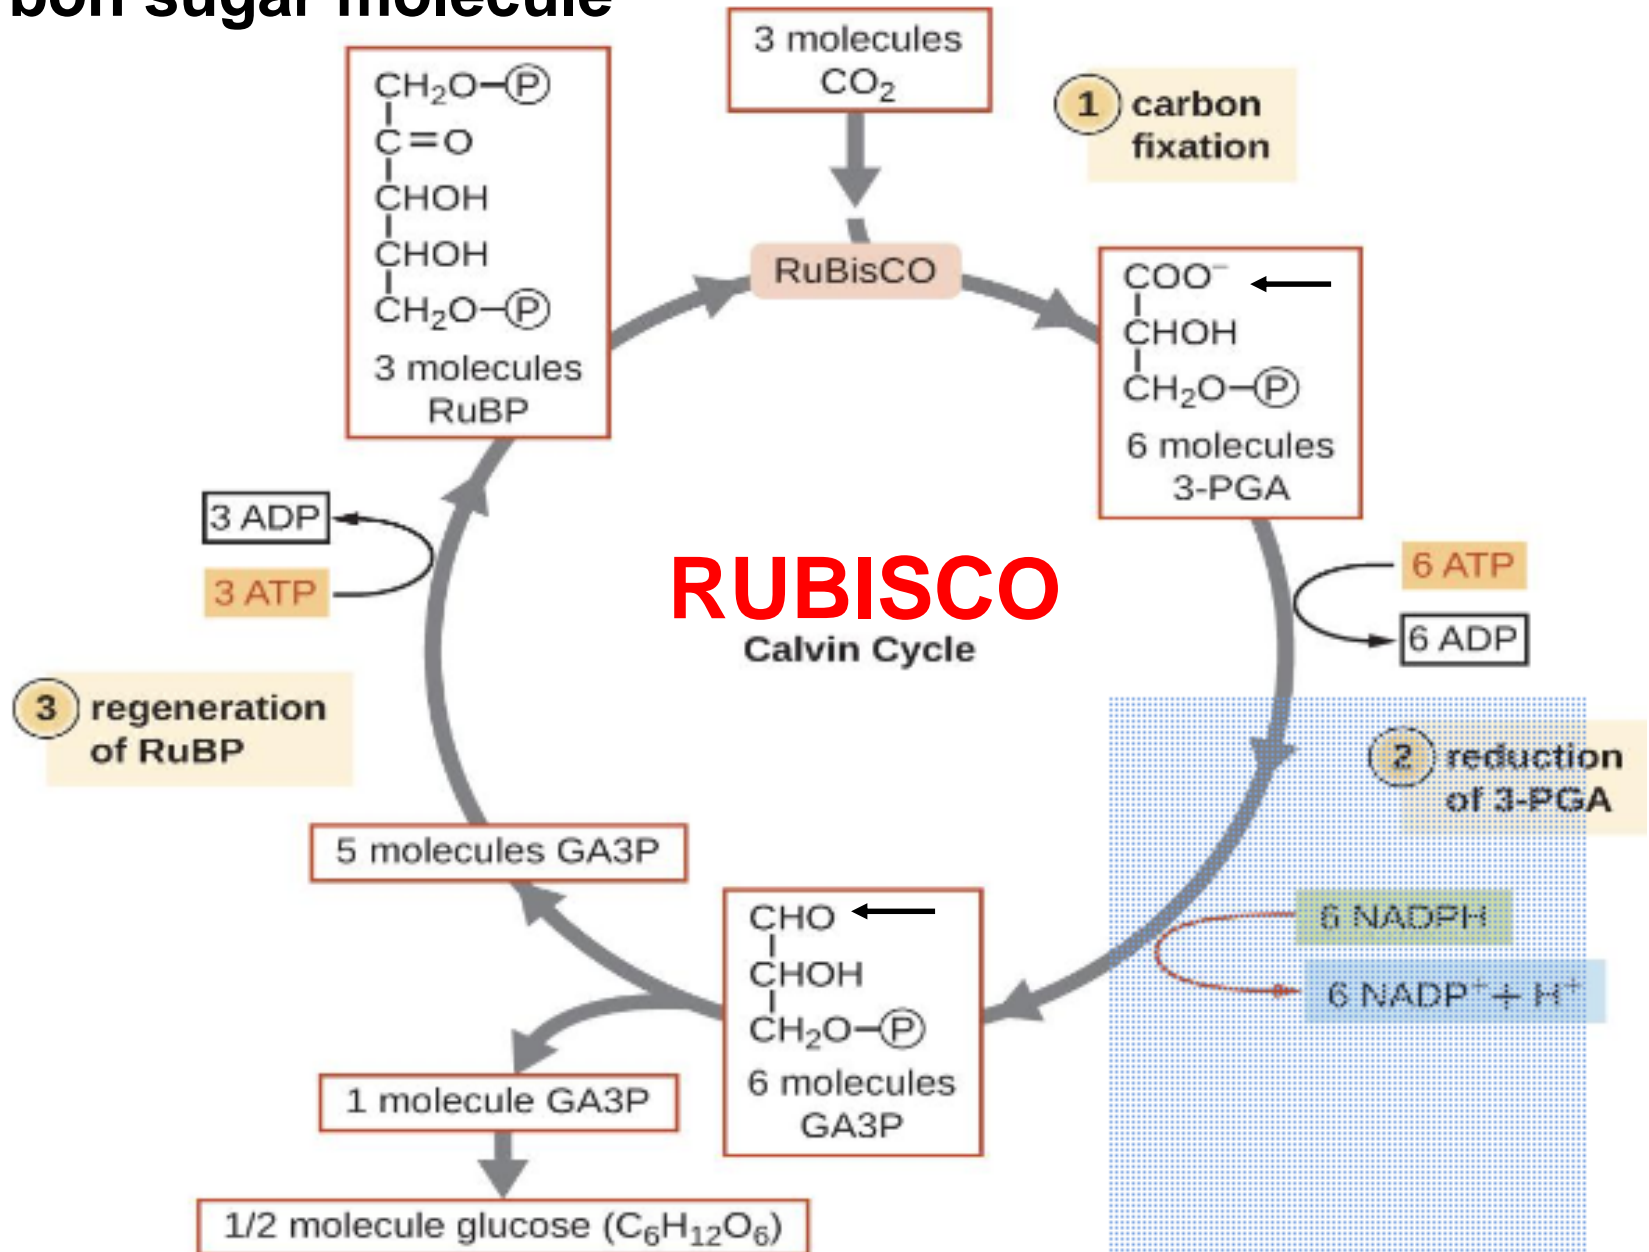 bon sugar molecule
3 molecules
CO₂
1 carbon
fixation
CH₂O–P
C=O
CHOH
CHOH
CH₂O–P
3 molecules
RuBP
RuBisCO
COO⁻
CHOH
CH₂O–P
6 molecules
3-PGA
3 ADP
3 ATP
6 ATP
6 ADP
RUBISCO
Calvin Cycle
3 regeneration
of RuBP
2 reduction
of 3-PGA
5 molecules GA3P
6 NADPH
6 NADP⁺ + H⁺
CHO
CHOH
CH₂O–P
6 molecules
GA3P
1 molecule GA3P
1/2 molecule glucose (C₆H₁₂O₆)